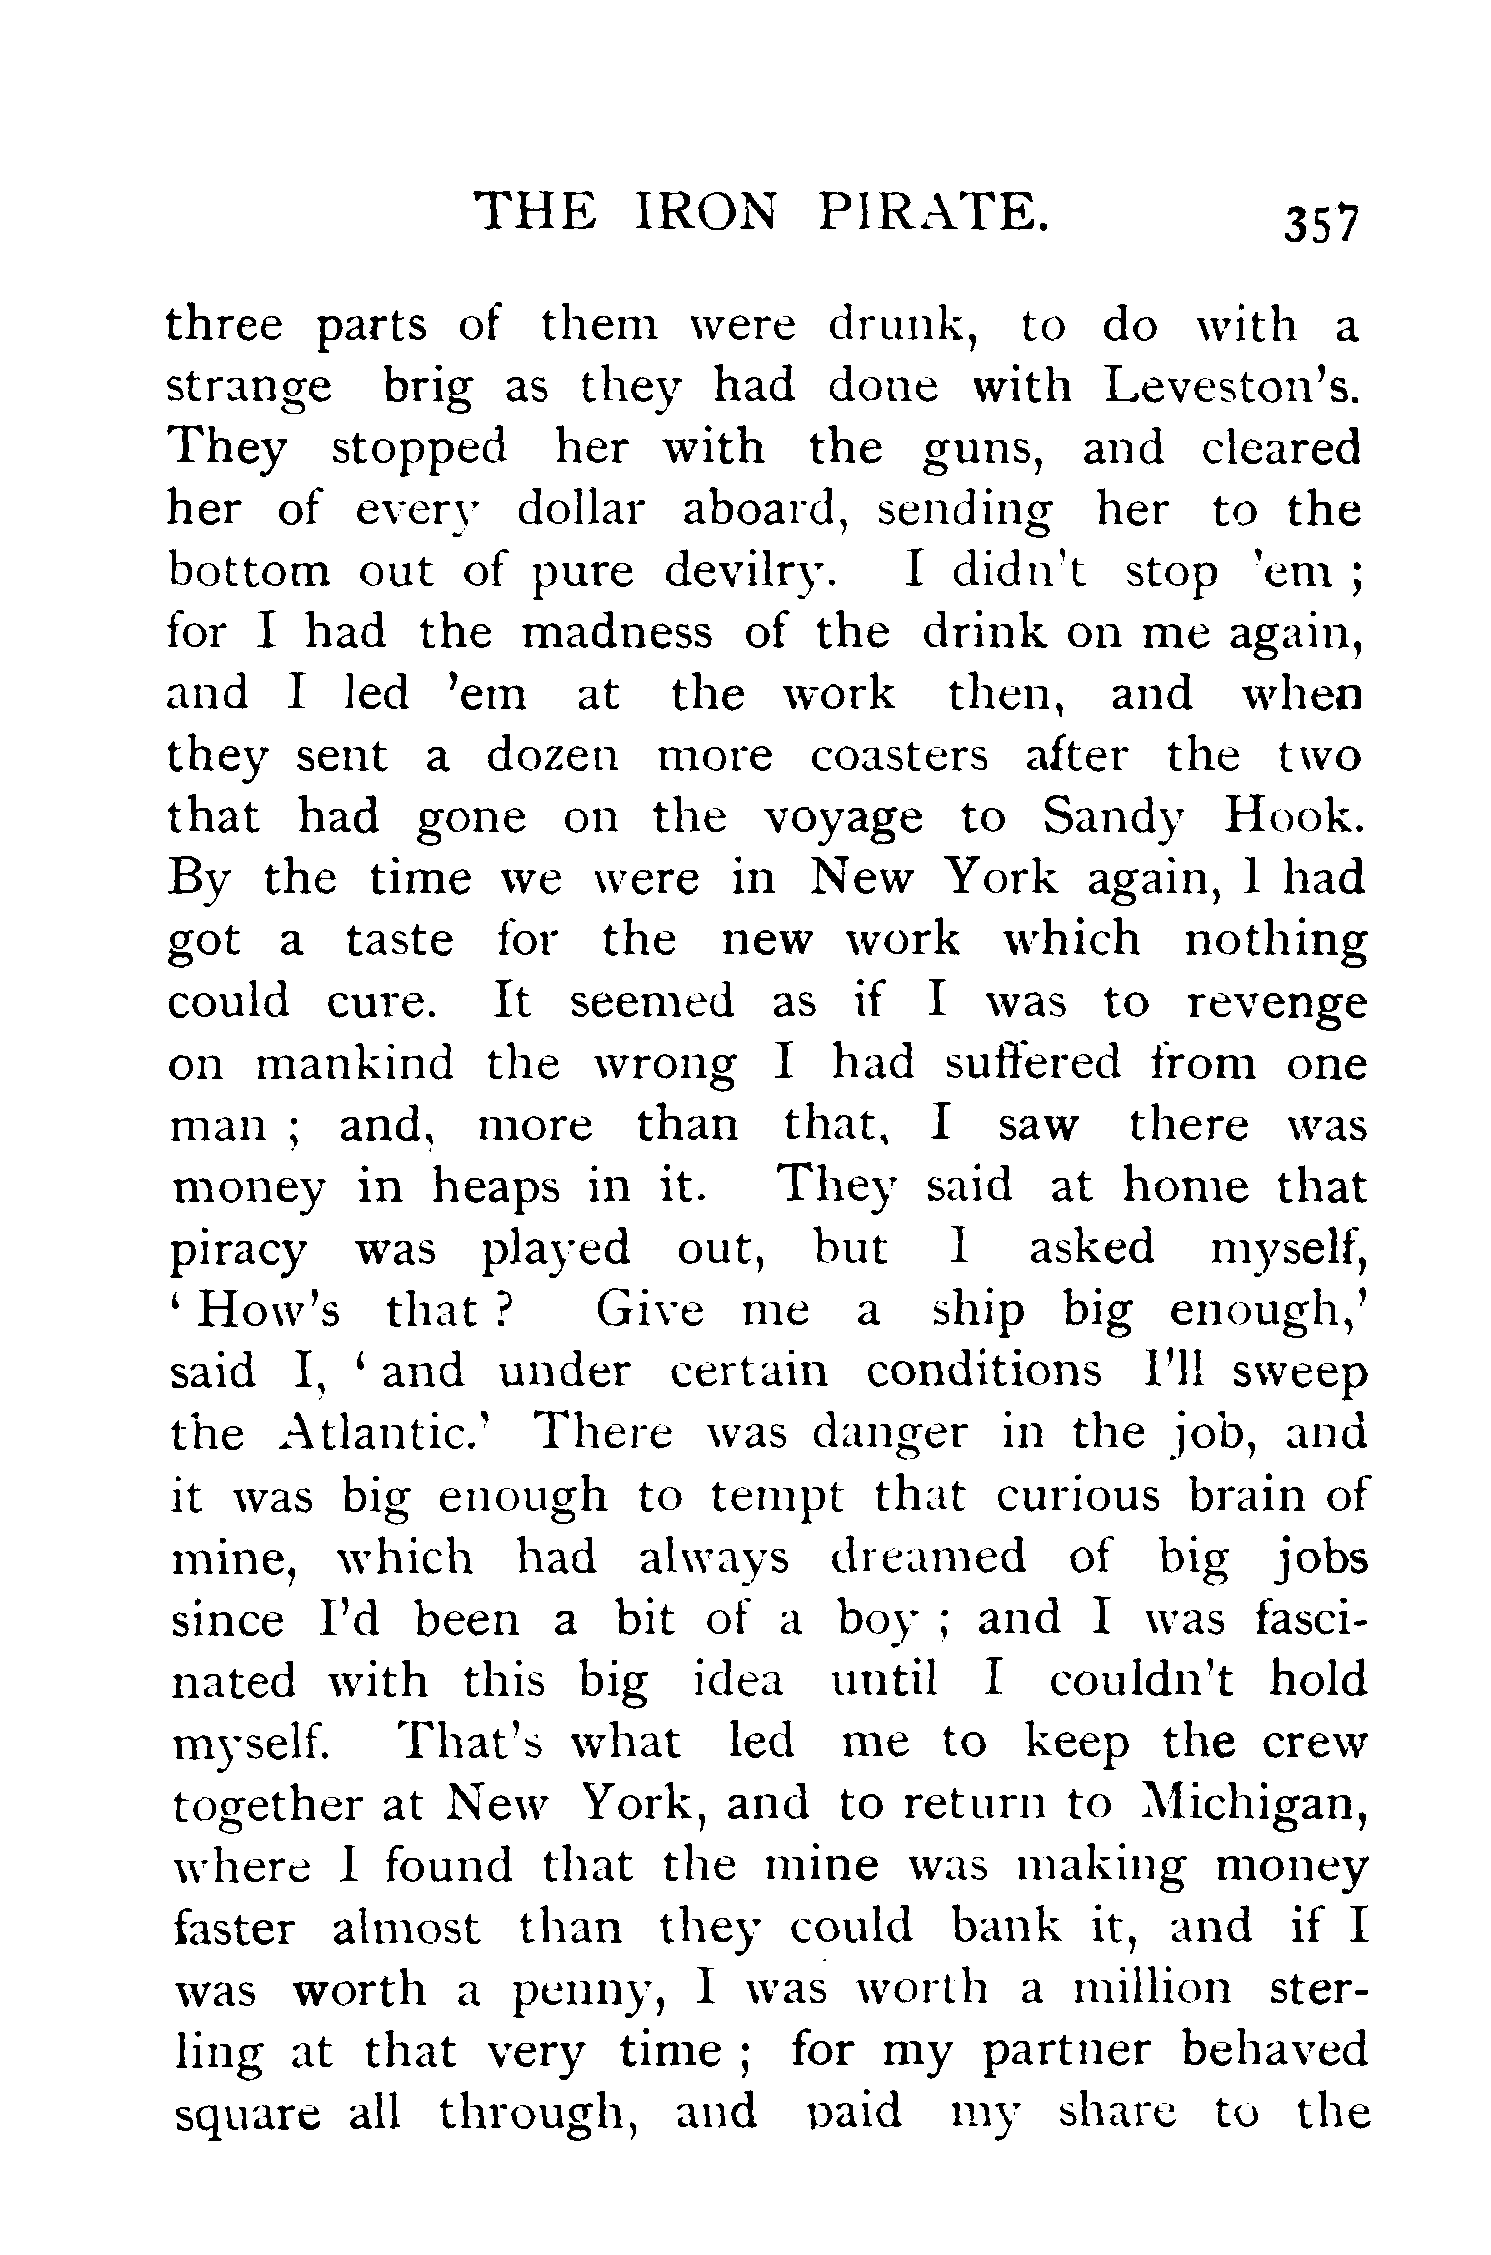 THE IRON PIRATE. 357
three parts of them were drunk, to do with a
strange brig as they had done with Leveston's.
They stopped her with the guns, and cleared
her of every dollar aboard, sending her to the
bottom out of pure devilry. I didn't stop 'em ;
for I had the madness of the drink on me again,
and I led 'em at the work then, and when
they sent a dozen more coasters after the two
that had gone on the voyage to Sandy Hook.
By the time we were in New York again, I had
got a taste for the new work which nothing
could cure. It seemed as if I was to revenge
on mankind the wrong I had suffered from one
man ; and, more than that, I saw there was
money in heaps in it. They said at home that
piracy was played out, but I asked myself,
‘ How's that ? Give me a ship big enough,’
said I, ‘ and under certain conditions I'll sweep
the Atlantic.’ There was danger in the job, and
it was big enough to tempt that curious brain of
mine, which had always dreamed of big jobs
since I'd been a bit of a boy ; and I was fasci-
nated with this big idea until I couldn't hold
myself. That's what led me to keep the crew
together at New York, and to return to Michigan,
where I found that the mine was making money
faster almost than they could bank it, and if I
was worth a penny, I was worth a million ster-
ling at that very time ; for my partner behaved
square all through, and paid my share to the